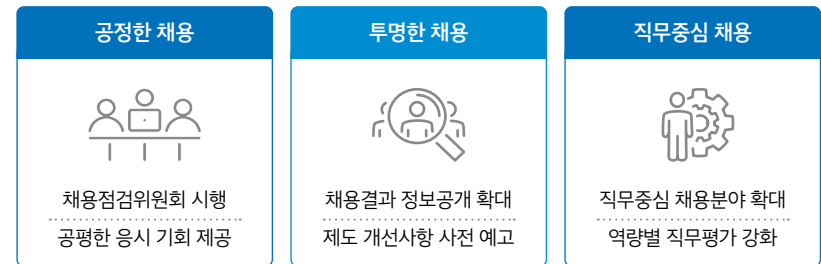 공정한 채용
채용점검위원회 시행
공평한 응시 기회 제공
투명한 채용
채용결과 정보공개 확대
제도 개선사항 사전 예고
직무중심 채용
직무중심 채용분야 확대
역량별 직무평가 강화